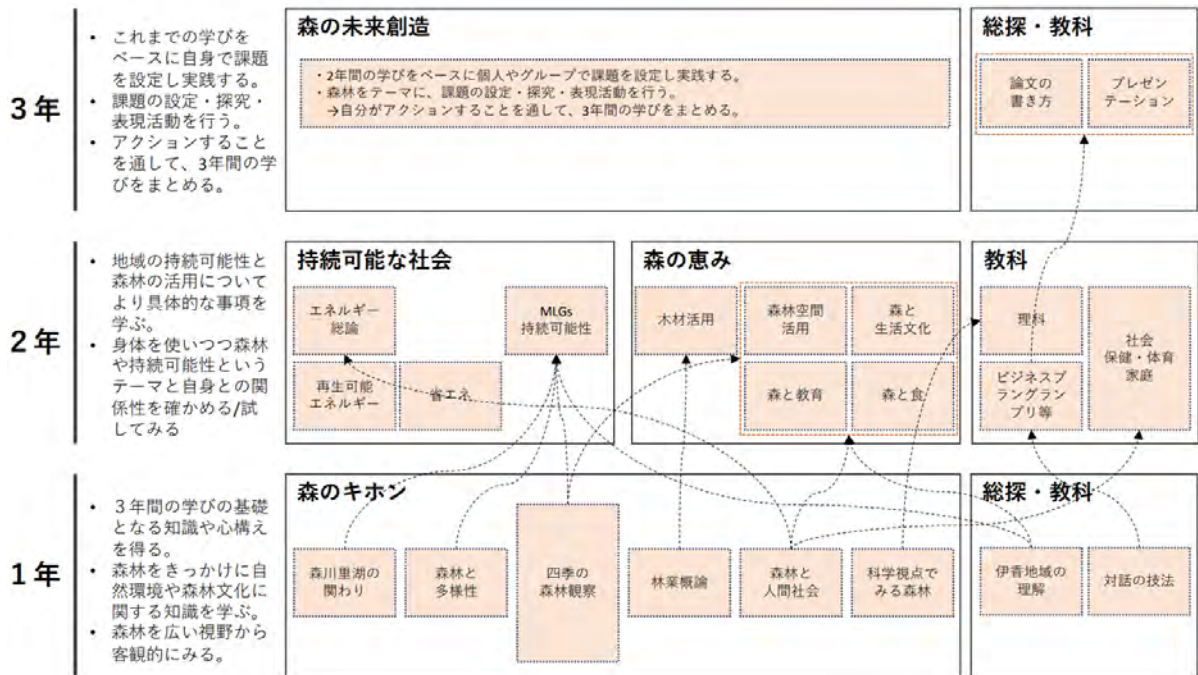 3年
• これまでの学びを
ベースに自身で課題
を設定し実践する。
• 課題の設定・探究・
表現活動を行う。
• アクションすること
を通して、3年間の学
びをまとめる。
森の未来創造
・2年間の学びをベースに個人やグループで課題を設定し実践する。
・森林をテーマに、課題の設定・探究・表現活動を行う。
→自分がアクションすることを通して、3年間の学びをまとめる。
総探・教科
論文の
書き方
プレゼン
テーション
2年
• 地域の持続可能性と
森林の活用について
より具体的な事項を
学ぶ。
• 身体を使いつつ森林
や持続可能性という
テーマと自身との関
係性を確かめる/試
してみる
持続可能な社会
エネルギー
総論
MLGs
持続可能性
再生可能
エネルギー
省エネ
森の恵み
木材活用
森林空間
活用
森と
生活文化
森と教育
森と食
教科
理科
社会
保健・体育
家庭
ビジネスプ
ラングラン
プリ等
1年
• ３年間の学びの基礎
となる知識や心構え
を得る。
• 森林をきっかけに自
然環境や森林文化に
関する知識を学ぶ。
• 森林を広い視野から
客観的にみる。
森のキホン
森川里湖の
関わり
森林と
多様性
四季の
森林観察
林業概論
森林と
人間社会
科学視点で
みる森林
総探・教科
伊香地域の
理解
対話の技法